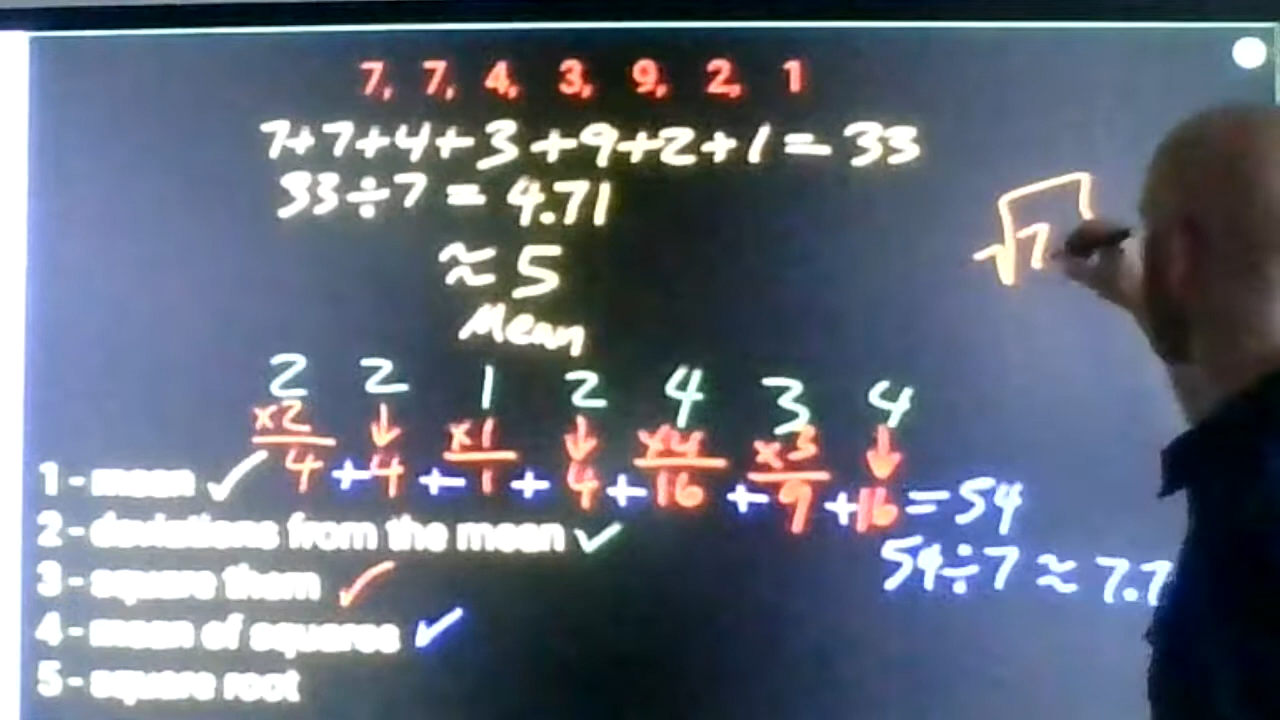 7, 7, 4, 3, 9, 2, 1
7+7+4+3+9+2+1=33
33÷7=4.71
≈5
Mean
√7
2 2 1 2 4 3 4
×2 ↓ ×1 ↓ ×4 ×3 ↓
4+4+1+4+16+9+16=54
54÷7≈7.7
1 - mean ✓
2 - deviations from the mean ✓
3 - square them ✓
4 - mean of squares ✓
5 - square root